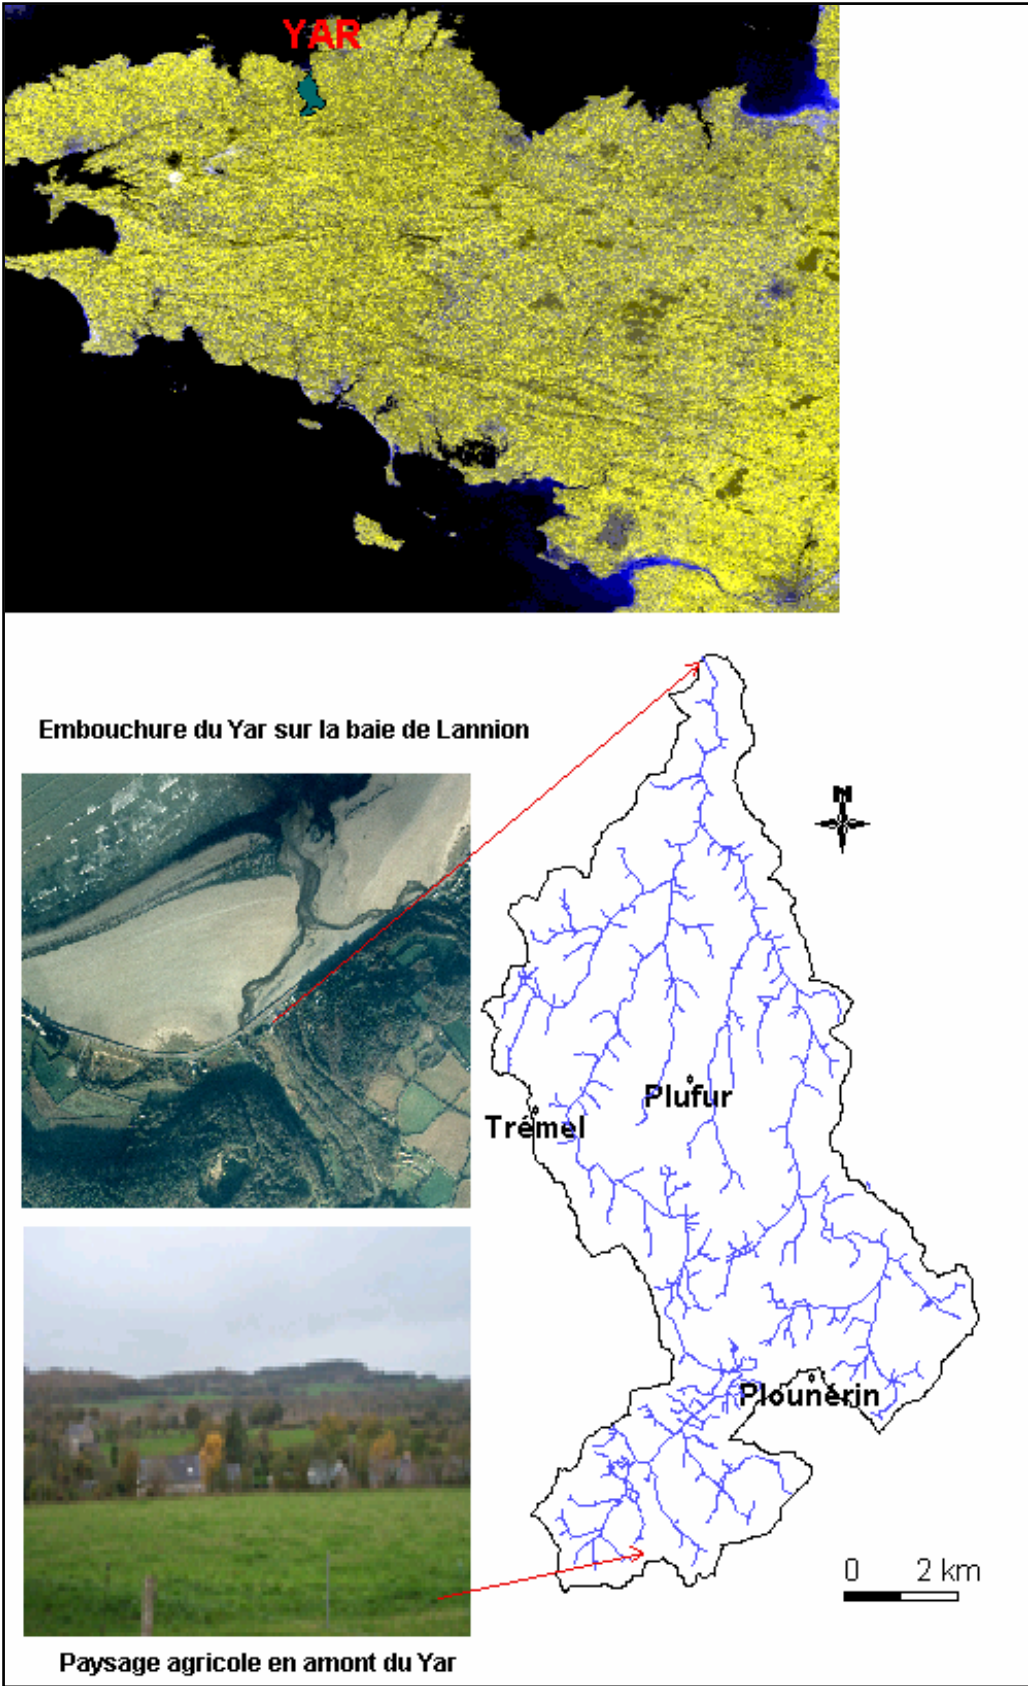 YAR
Embouchure du Yar sur la baie de Lannion
N
Plufur
Trémel
Plounérin
0 2 km
Paysage agricole en amont du Yar